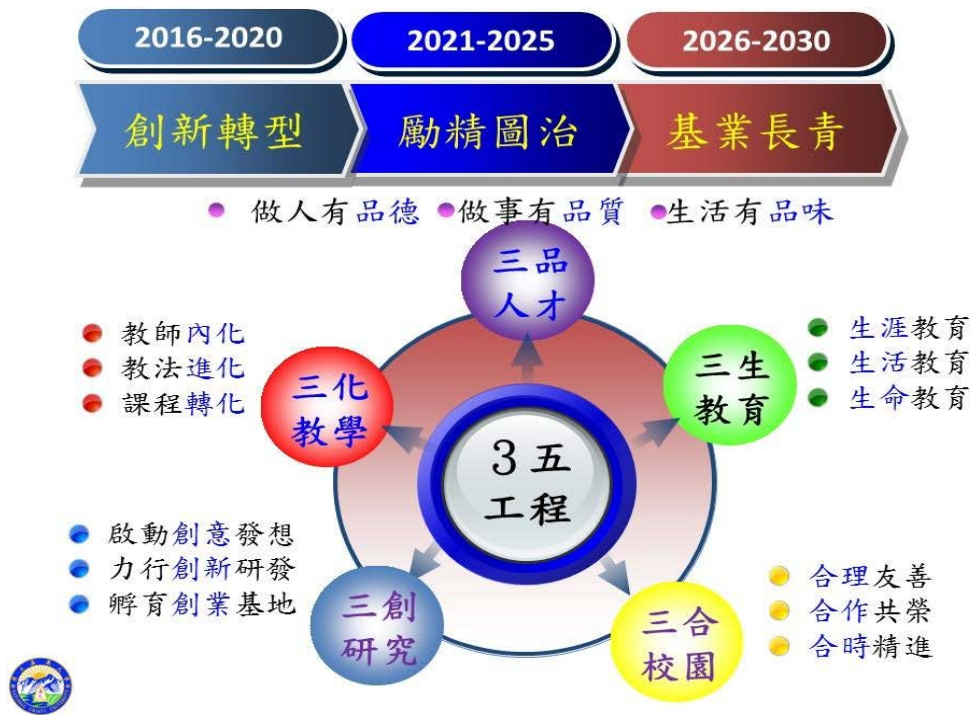 2016-2020
2021-2025
2026-2030
創新轉型
勵精圖治
基業長青
做人有品德
做事有品質
生活有品味
三品
人才
教師內化
教法進化
課程轉化
三化
教學
三生
教育
生涯教育
生活教育
生命教育
3五
工程
啟動創意發想
力行創新研發
孵育創業基地
三創
研究
三合
校園
合理友善
合作共榮
合時精進